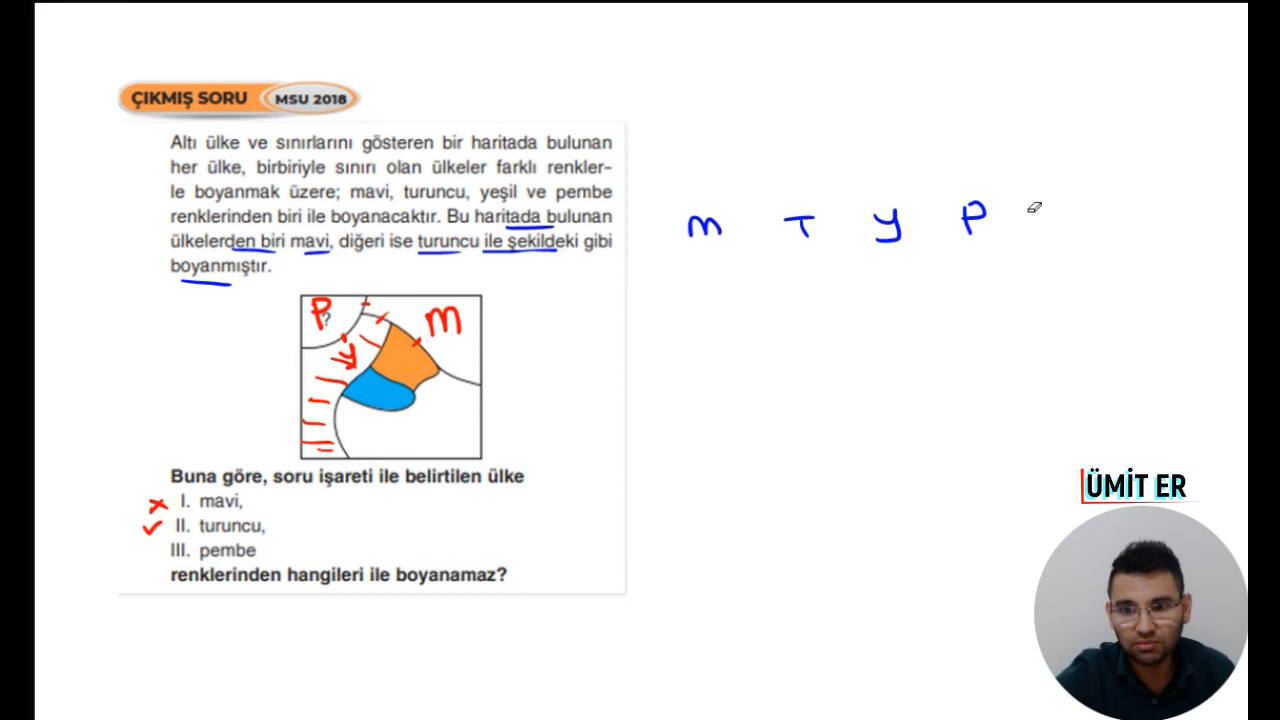 ÇIKMIŞ SORU MSU 2018
Altı ülke ve sınırlarını gösteren bir haritada bulunan
her ülke, birbiriyle sınırı olan ülkeler farklı renkler-
le boyanmak üzere; mavi, turuncu, yeşil ve pembe
renklerinden biri ile boyanacaktır. Bu haritada bulunan
ülkelerden biri mavi, diğeri ise turuncu ile şekildeki gibi
boyanmıştır.
m T y P
P ? m
y
Buna göre, soru işareti ile belirtilen ülke
I. mavi,
II. turuncu,
III. pembe
renklerinden hangileri ile boyanamaz?
ÜMİT ER